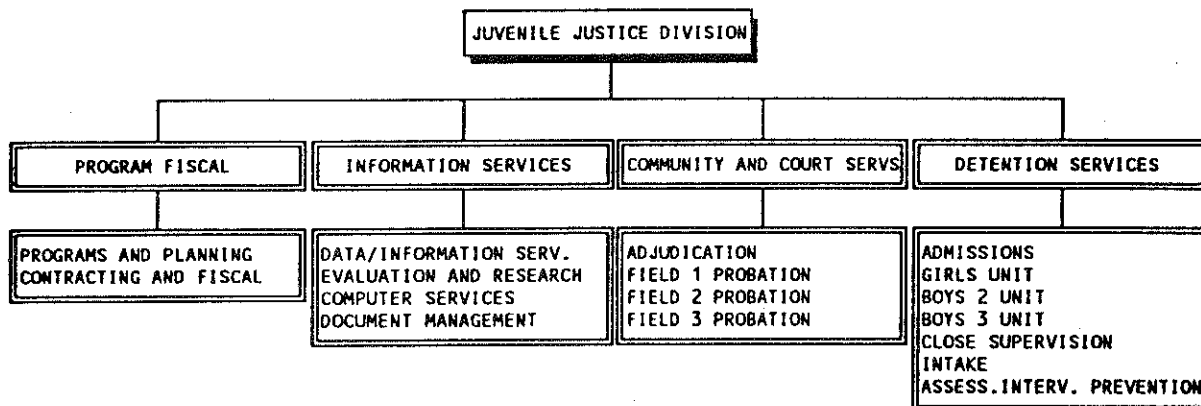 JUVENILE JUSTICE DIVISION
PROGRAM FISCAL
INFORMATION SERVICES
COMMUNITY AND COURT SERVS
DETENTION SERVICES
PROGRAMS AND PLANNING
CONTRACTING AND FISCAL
DATA/INFORMATION SERV.
EVALUATION AND RESEARCH
COMPUTER SERVICES
DOCUMENT MANAGEMENT
ADJUDICATION
FIELD 1 PROBATION
FIELD 2 PROBATION
FIELD 3 PROBATION
ADMISSIONS
GIRLS UNIT
BOYS 2 UNIT
BOYS 3 UNIT
CLOSE SUPERVISION
INTAKE
ASSESS.INTERV. PREVENTION